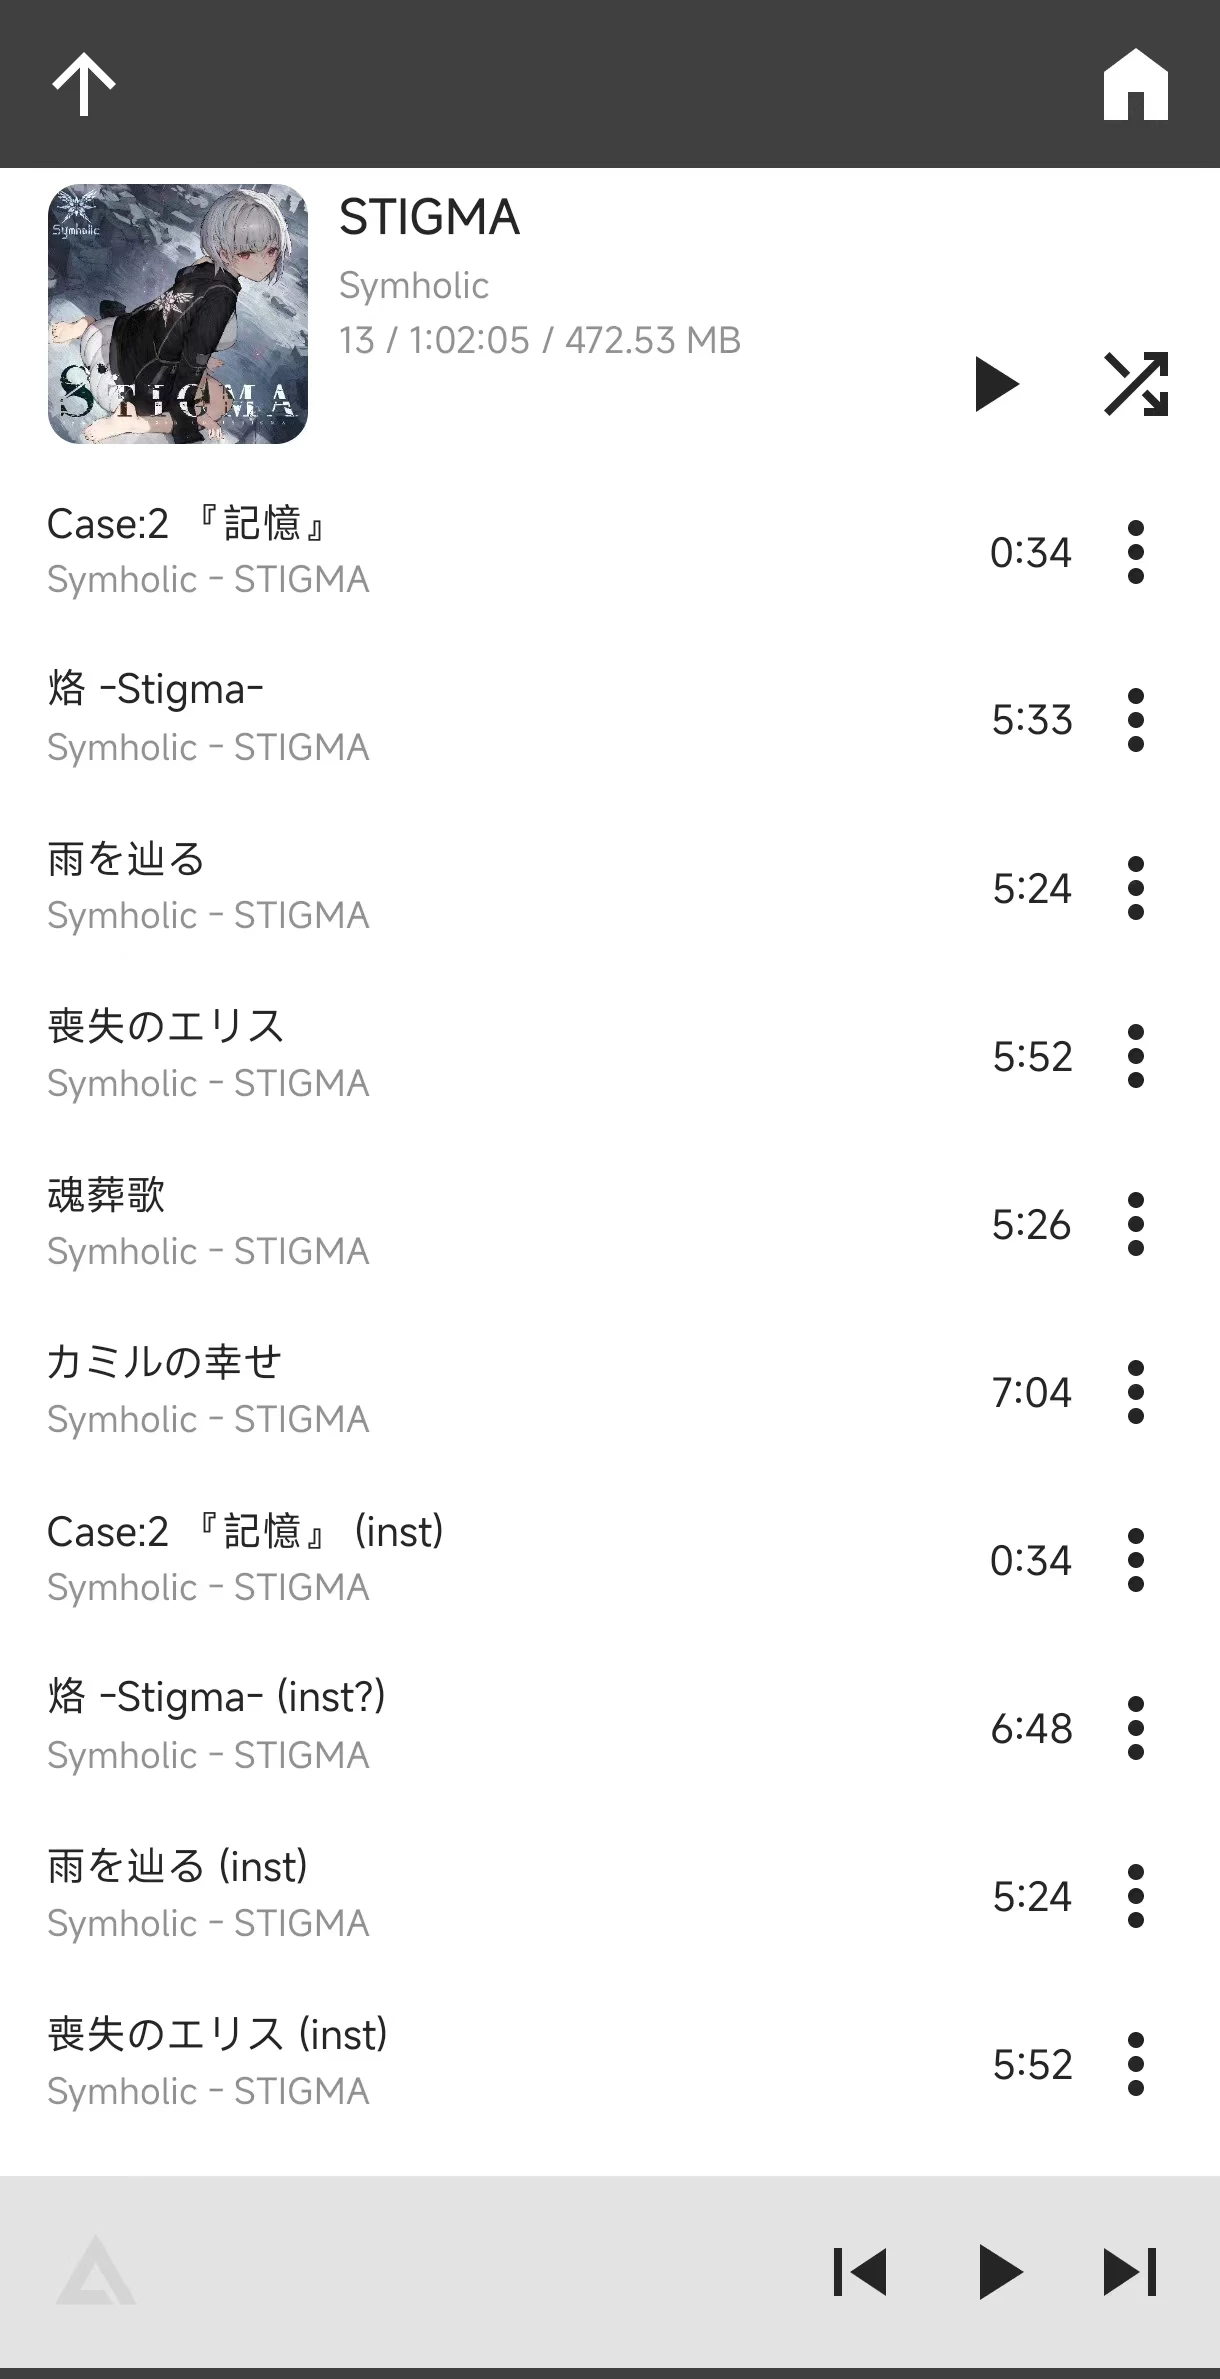 Symholic
STIGMA
STIGMA
Symholic
13 / 1:02:05 / 472.53 MB
Case:2 『記憶』
0:34
Symholic - STIGMA
烙 -Stigma-
5:33
Symholic - STIGMA
雨を辿る
5:24
Symholic - STIGMA
喪失のエリス
5:52
Symholic - STIGMA
魂葬歌
5:26
Symholic - STIGMA
カミルの幸せ
7:04
Symholic - STIGMA
Case:2 『記憶』 (inst)
0:34
Symholic - STIGMA
烙 -Stigma- (inst?)
6:48
Symholic - STIGMA
雨を辿る (inst)
5:24
Symholic - STIGMA
喪失のエリス (inst)
5:52
Symholic - STIGMA